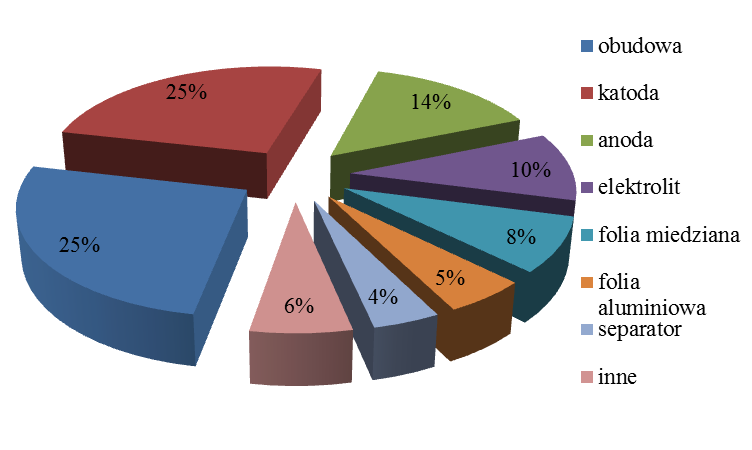 25%
14%
10%
8%
5%
4%
6%
25%
obudowa
katoda
anoda
elektrolit
folia miedziana
folia
aluminiowa
separator
inne